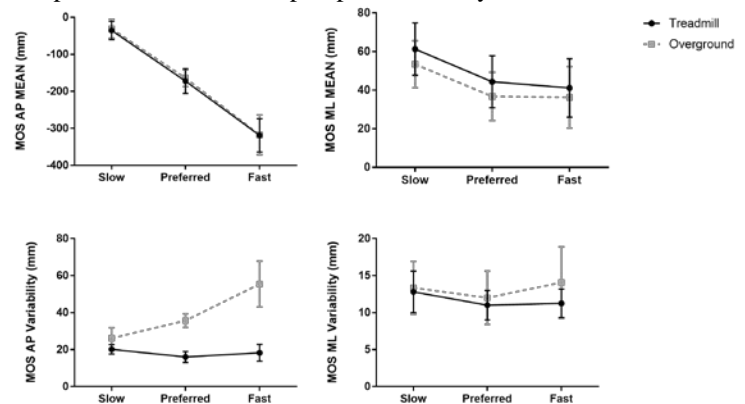 MOS AP MEAN (mm)
0
-100
-200
-300
-400
Slow Preferred Fast
MOS ML MEAN (mm)
80
60
40
20
0
Slow Preferred Fast
Treadmill
Overground
MOS AP Variability (mm)
80
60
40
20
0
Slow Preferred Fast
MOS ML Variability (mm)
20
15
10
5
0
Slow Preferred Fast